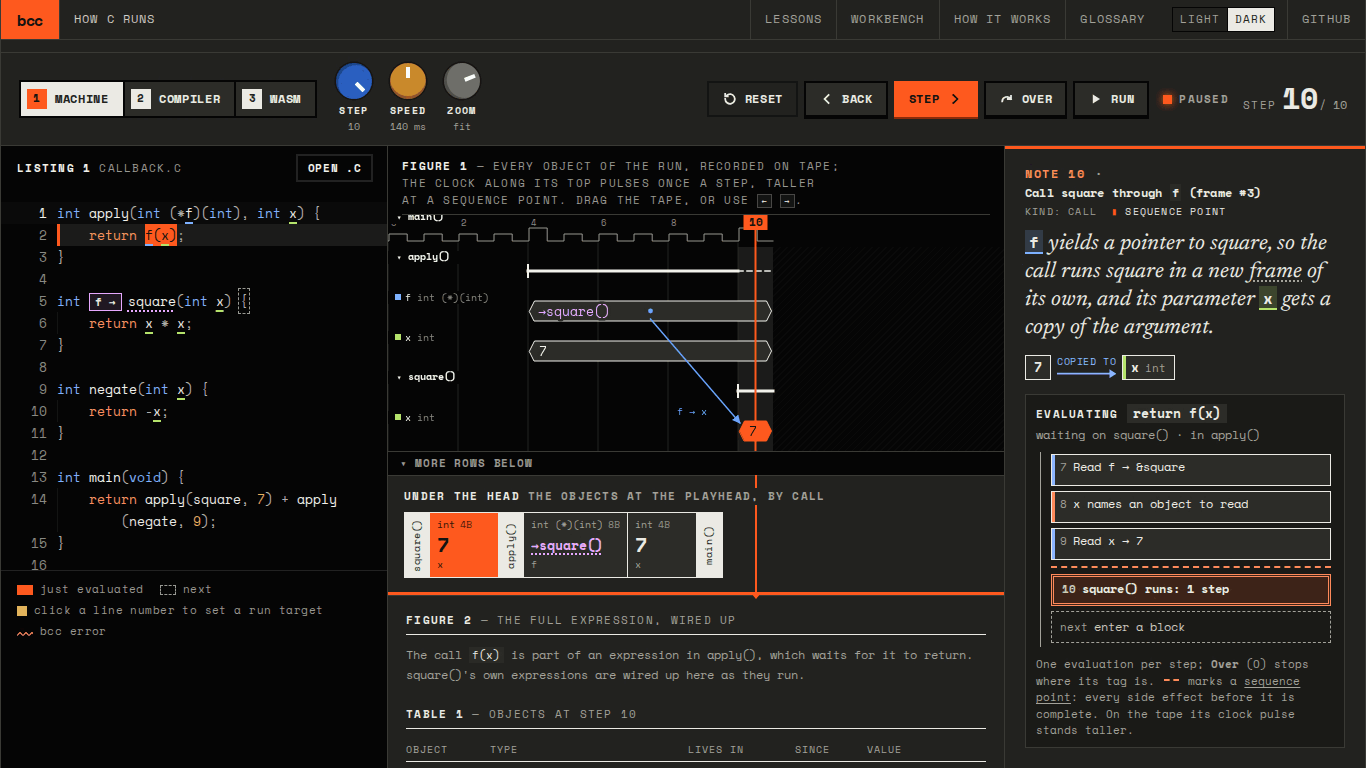 bcc HOW C RUNS LESSONS WORKBENCH HOW IT WORKS GLOSSARY LIGHT DARK GITHUB
1 MACHINE 2 COMPILER 3 WASM
STEP SPEED ZOOM
10 140 ms fit
RESET BACK STEP OVER RUN PAUSED STEP 10 / 10
LISTING 1 CALLBACK.C OPEN .C
1 int apply(int (*f)(int), int x) {
2 return f(x);
3 }
4
5 int f → square(int x) {
6 return x * x;
7 }
8
9 int negate(int x) {
10 return -x;
11 }
12
13 int main(void) {
14 return apply(square, 7) + apply
(negate, 9);
15 }
16
just evaluated next
click a line number to set a run target
bcc error
FIGURE 1 — EVERY OBJECT OF THE RUN, RECORDED ON TAPE;
THE CLOCK ALONG ITS TOP PULSES ONCE A STEP, TALLER
AT A SEQUENCE POINT. DRAG THE TAPE, OR USE ← →.
▾ main()
2 4 6 8 10
▾ apply()
f int (*)(int) →square()
x int 7
▾ square()
x int f → x 7
▾ MORE ROWS BELOW
UNDER THE HEAD THE OBJECTS AT THE PLAYHEAD, BY CALL
square() int 4B 7 x
apply() int (*)(int) 8B →square() f
int 4B 7 x
main()
FIGURE 2 — THE FULL EXPRESSION, WIRED UP
The call f(x) is part of an expression in apply(), which waits for it to return.
square()'s own expressions are wired up here as they run.
TABLE 1 — OBJECTS AT STEP 10
OBJECT TYPE LIVES IN SINCE VALUE
NOTE 10 ·
Call square through f (frame #3)
KIND: CALL SEQUENCE POINT
f yields a pointer to square, so the
call runs square in a new frame of
its own, and its parameter x gets a
copy of the argument.
7 COPIED TO x int
EVALUATING return f(x)
waiting on square() · in apply()
7 Read f → &square
8 x names an object to read
9 Read x → 7
10 square() runs: 1 step
next enter a block
One evaluation per step; Over (O) stops
where its tag is. -- marks a sequence
point: every side effect before it is
complete. On the tape its clock pulse
stands taller.